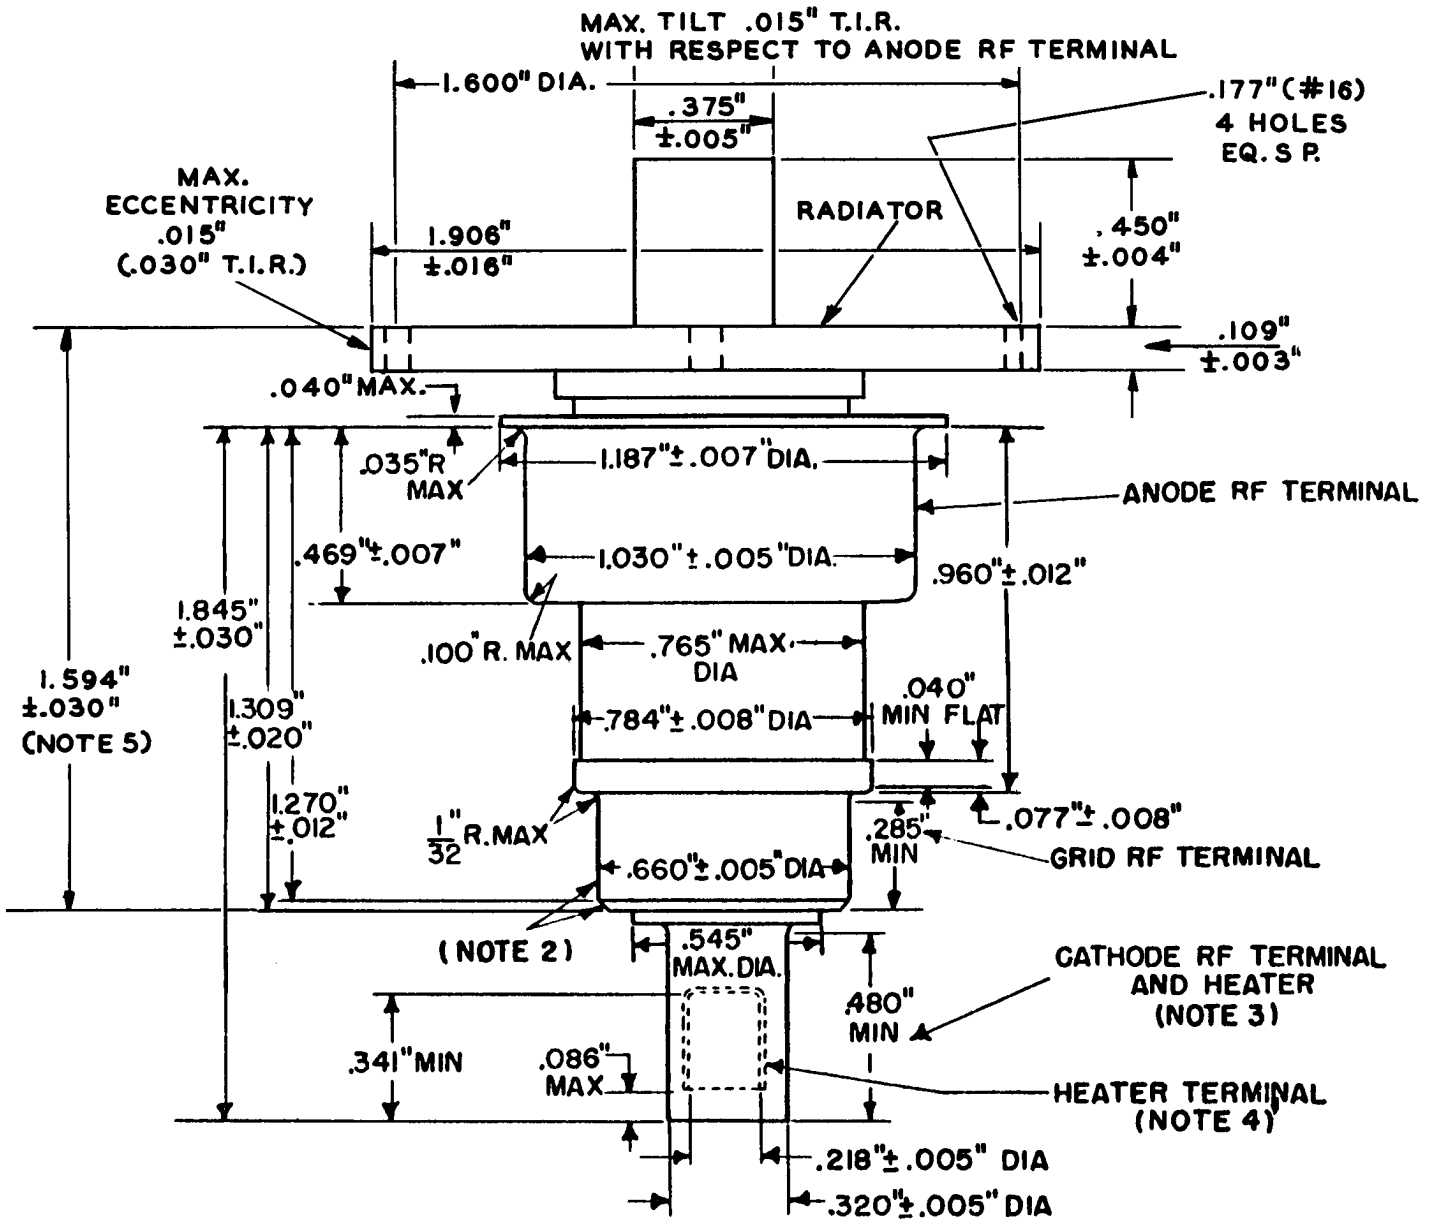 MAX. TILT .015" T.I.R.
WITH RESPECT TO ANODE RF TERMINAL
1.600" DIA.
.375"
±.005"
.177" (#16)
4 HOLES
EQ. S P.
MAX.
ECCENTRICITY
.015"
(.030" T.I.R.)
1.906"
±.016"
RADIATOR
.450"
±.004"
.109"
±.003"
.040" MAX.
.035" R
MAX
1.187" ± .007" DIA.
ANODE RF TERMINAL
.469" ± .007"
1.030" ± .005" DIA.
.960" ± .012"
1.845"
±.030"
.100" R. MAX
.765" MAX.
DIA
1.594"
±.030"
(NOTE 5)
1.309"
±.020"
.784" ± .008" DIA
.040"
MIN FLAT
1.270"
±.012"
1"
32 R. MAX
.285"
MIN
.077" ± .008"
GRID RF TERMINAL
.660" ± .005" DIA
(NOTE 2)
.545"
MAX. DIA.
CATHODE RF TERMINAL
AND HEATER
(NOTE 3)
.480"
MIN
.341" MIN
.086"
MAX
HEATER TERMINAL
(NOTE 4)
.218" ± .005" DIA
.320" ± .005" DIA